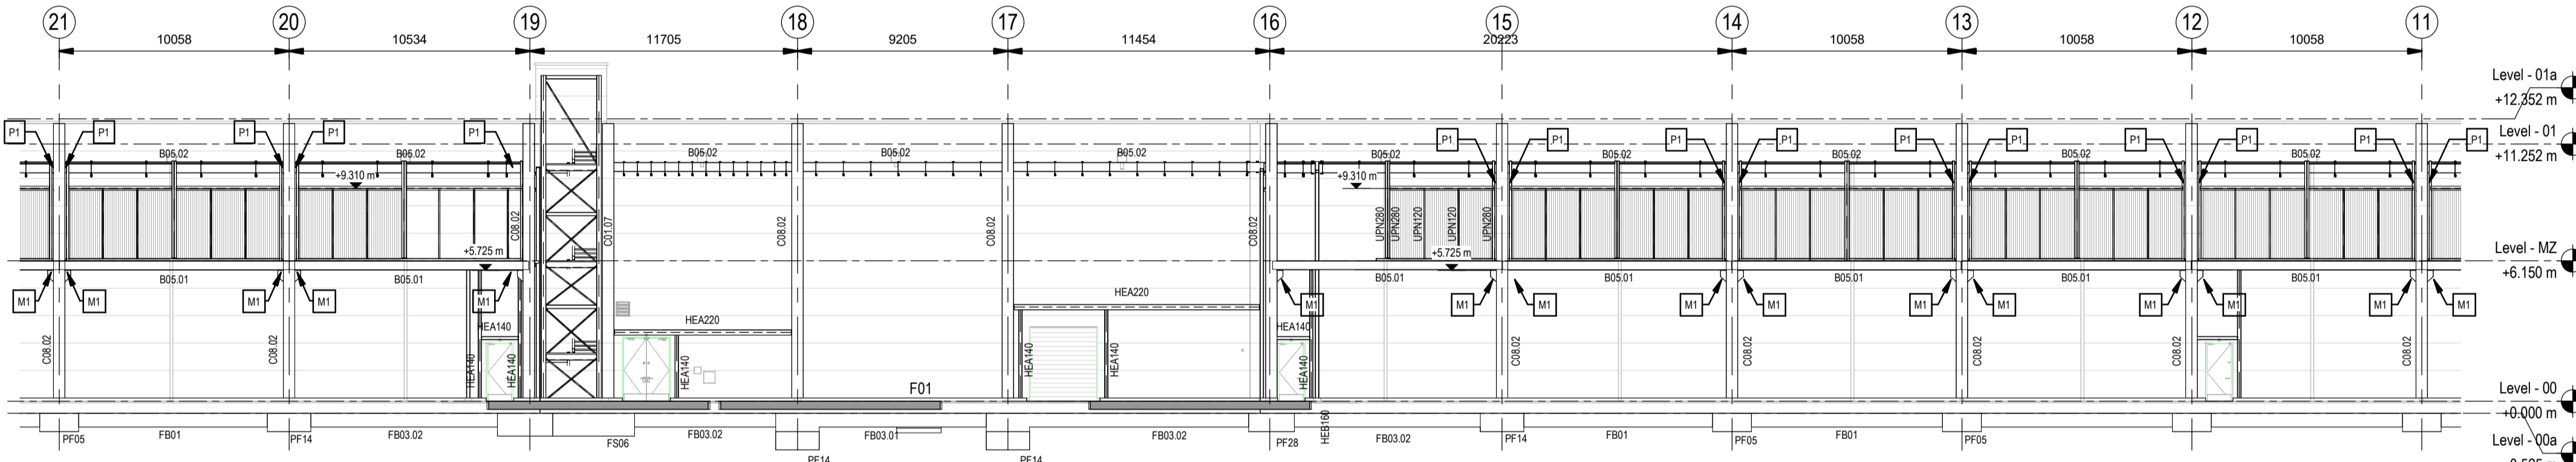 21 20 19 18 17 16 15 14 13 12 11
10058 10534 11705 9205 11454 20223 10058 10058 10058
Level - 01a
+12.352 m
P1 P1 P1 P1 P1 P1 P1 P1 P1 P1 P1 P1 P1 P1 P1
Level - 01
+11.252 m
B05.02 B05.02 B05.02 B05.02 B05.02 B05.02 B05.02 B05.02 B05.02 B05.02
+9.310 m +9.310 m
C08.02 C01.07 C08.02 C08.02 C08.02 UPN280 UPN280 UPN120 UPN120 UPN280
+5.725 m +5.725 m
Level - MZ
+6.150 m
B05.01 B05.01 B05.01 B05.01 B05.01 B05.01 B05.01
M1 M1 M1 M1 M1 M1 M1 M1 M1 M1 M1 M1 M1 M1 M1
HEA220
HEA140 HEA220 HEA140
C08.02 C08.02 HEA140 HEA140 HEA140 HEA140 HEA140 HEA140 C08.02 C08.02 C08.02 C08.02 C08.02
F01
Level - 00
+0.000 m
PF05 FB01 PF14 FB03.02 FS06 FB03.02 FB03.01 FB03.02 PF28 HEB160 FB03.02 PF14 FB01 PF05 FB01 PF05
Level - 00a
PF14 PF14